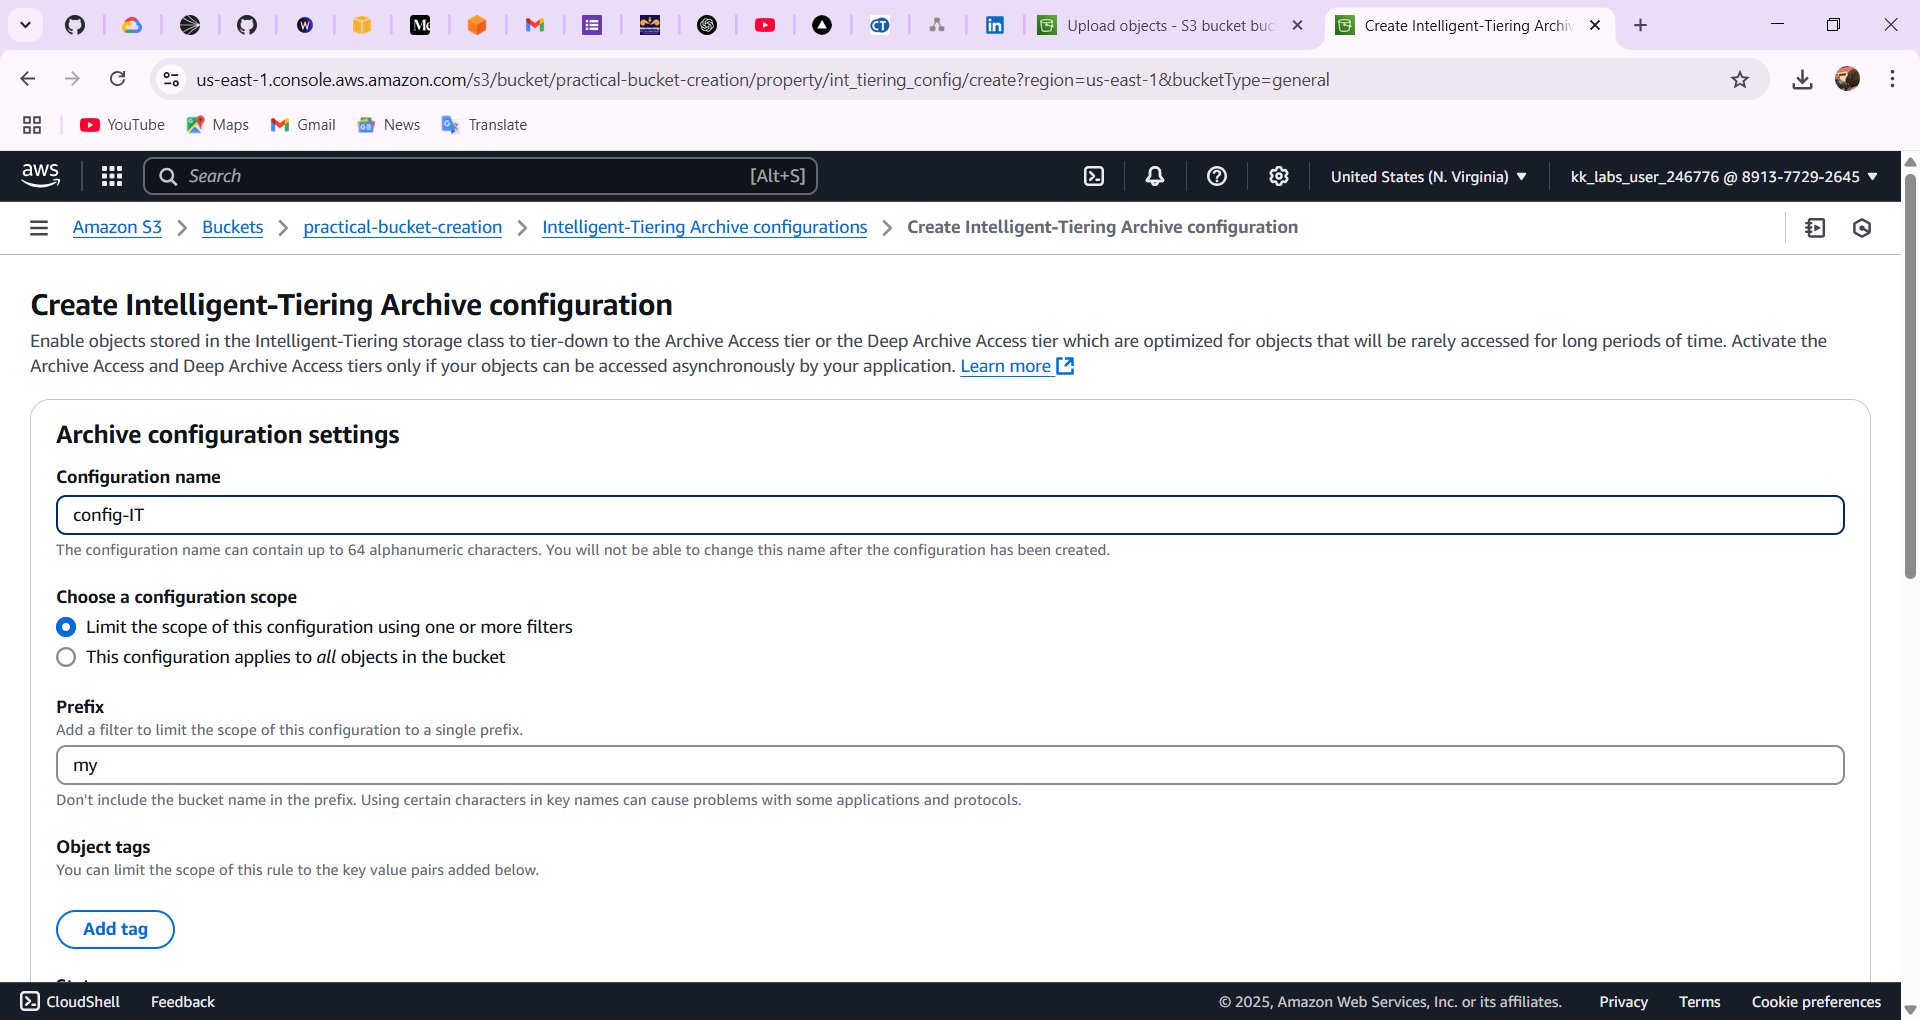 Upload objects - S3 bucket buc
Create Intelligent-Tiering Archiv
us-east-1.console.aws.amazon.com/s3/bucket/practical-bucket-creation/property/int_tiering_config/create?region=us-east-1&bucketType=general
YouTube Maps Gmail News Translate
aws Search [Alt+S] United States (N. Virginia) ▼ kk_labs_user_246776 @ 8913-7729-2645 ▼
Amazon S3 > Buckets > practical-bucket-creation > Intelligent-Tiering Archive configurations > Create Intelligent-Tiering Archive configuration
Create Intelligent-Tiering Archive configuration
Enable objects stored in the Intelligent-Tiering storage class to tier-down to the Archive Access tier or the Deep Archive Access tier which are optimized for objects that will be rarely accessed for long periods of time. Activate the
Archive Access and Deep Archive Access tiers only if your objects can be accessed asynchronously by your application. Learn more
Archive configuration settings
Configuration name
config-IT
The configuration name can contain up to 64 alphanumeric characters. You will not be able to change this name after the configuration has been created.
Choose a configuration scope
Limit the scope of this configuration using one or more filters
This configuration applies to all objects in the bucket
Prefix
Add a filter to limit the scope of this configuration to a single prefix.
my
Don't include the bucket name in the prefix. Using certain characters in key names can cause problems with some applications and protocols.
Object tags
You can limit the scope of this rule to the key value pairs added below.
Add tag
CloudShell Feedback © 2025, Amazon Web Services, Inc. or its affiliates. Privacy Terms Cookie preferences